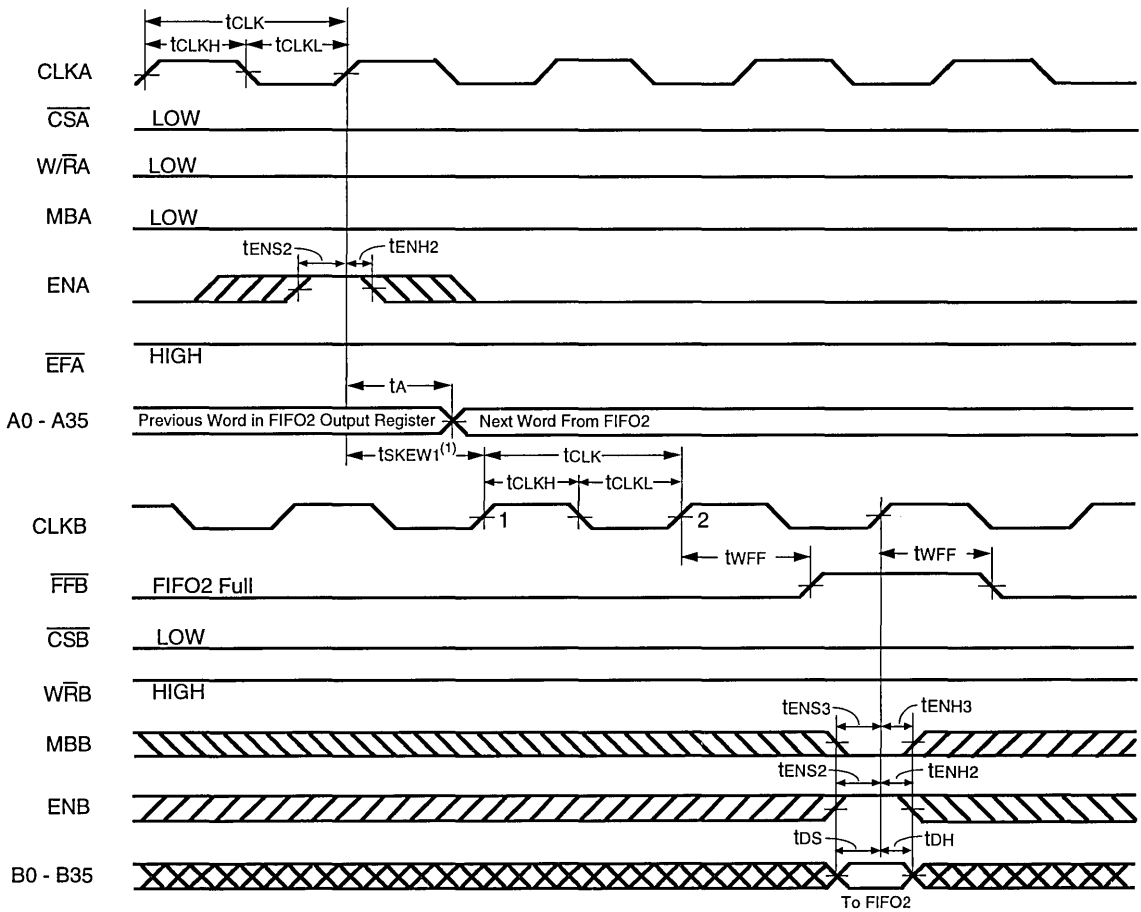 tCLK
tCLKH tCLKL
CLKA
CSA LOW
W/RA LOW
MBA LOW
tENS2 tENH2
ENA
EFA HIGH
tA
A0 - A35 Previous Word in FIFO2 Output Register Next Word From FIFO2
tSKEW1(1) tCLK
tCLKH tCLKL
CLKB 1 2
tWFF tWFF
FFB FIFO2 Full
CSB LOW
WRB HIGH
tENS3 tENH3
MBB
tENS2 tENH2
ENB
tDS tDH
B0 - B35
To FIFO2